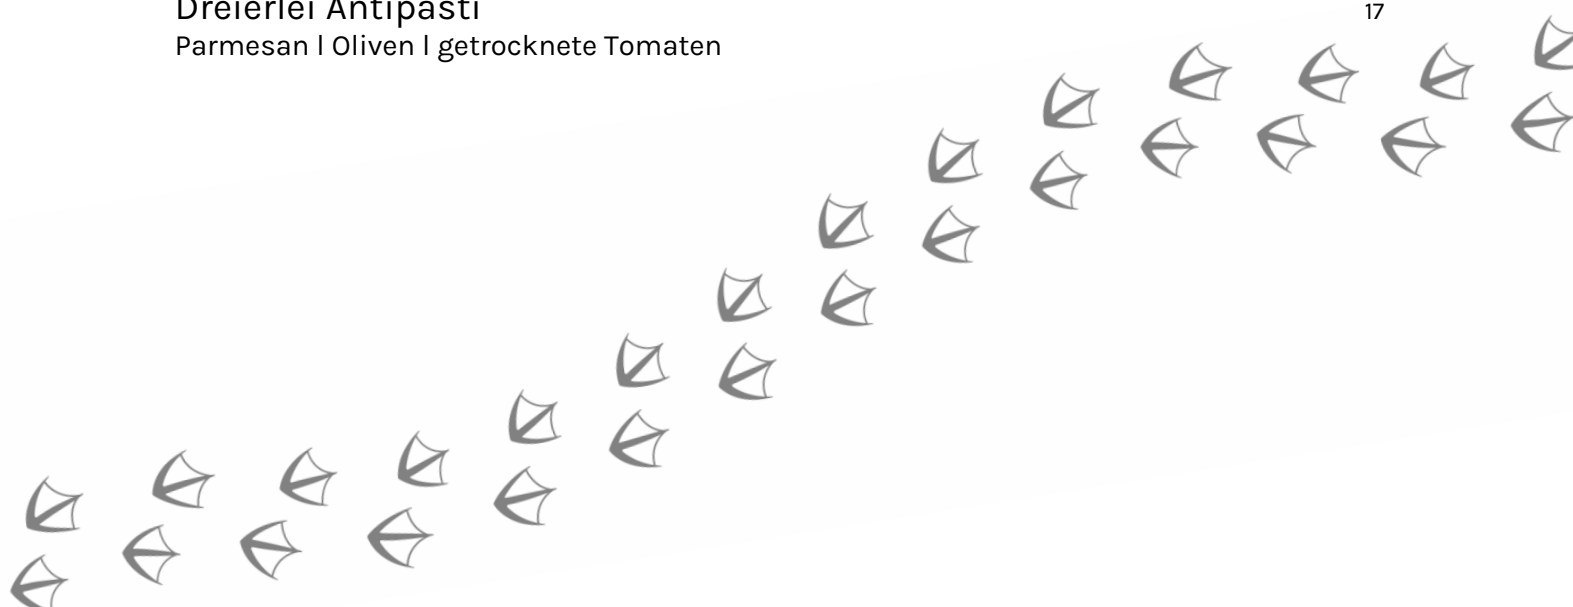 Dreierlei Antipasti 17
Parmesan l Oliven l getrocknete Tomaten